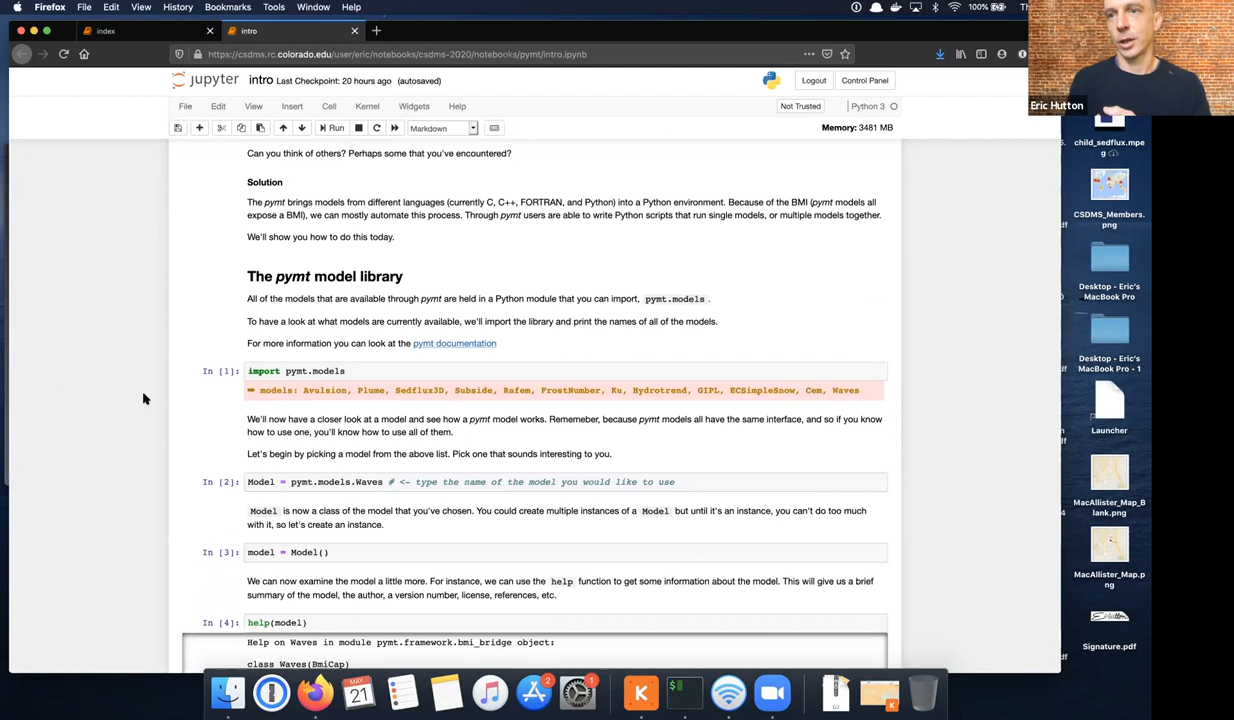 Firefox File Edit View History Bookmarks Tools Window Help
100%
index
intro
https://csdms.rc.colorado.edu/user/eric/notebooks/csdms-2020/notebooks/pymt/intro.ipynb
Eric Hutton
jupyter intro Last Checkpoint: 20 hours ago (autosaved)
Logout Control Panel
File Edit View Insert Cell Kernel Widgets Help
Not Trusted Python 3
Run Markdown Memory: 3481 MB
Can you think of others? Perhaps some that you've encountered?
Solution
The pymt brings models from different languages (currently C, C++, FORTRAN, and Python) into a Python environment. Because of the BMI (pymt models all
expose a BMI), we can mostly automate this process. Through pymt users are able to write Python scripts that run single models, or multiple models together.
We'll show you how to do this today.
The pymt model library
All of the models that are available through pymt are held in a Python module that you can import, pymt.models .
To have a look at what models are currently available, we'll import the library and print the names of all of the models.
For more information you can look at the pymt documentation
In [1]: import pymt.models
➡ models: Avulsion, Plume, Sedflux3D, Subside, Rafem, FrostNumber, Ku, Hydrotrend, GIPL, ECSimpleSnow, Cem, Waves
We'll now have a closer look at a model and see how a pymt model works. Rememeber, because pymt models all have the same interface, and so if you know
how to use one, you'll know how to use all of them.
Let's begin by picking a model from the above list. Pick one that sounds interesting to you.
In [2]: Model = pymt.models.Waves # <- type the name of the model you would like to use
Model is now a class of the model that you've chosen. You could create multiple instances of a Model but until it's an instance, you can't do too much
with it, so let's create an instance.
In [3]: model = Model()
We can now examine the model a little more. For instance, we can use the help function to get some information about the model. This will give us a brief
summary of the model, the author, a version number, license, references, etc.
In [4]: help(model)
Help on Waves in module pymt.framework.bmi_bridge object:
class Waves(BmiCap)
child_sedflux.mpe
g
CSDMS_Members.
png
Desktop - Eric's
MacBook Pro
Desktop - Eric's
MacBook Pro - 1
Launcher
MacAllister_Map_B
lank.png
MacAllister_Map.p
ng
Signature.pdf
MAY
21
2
1
K